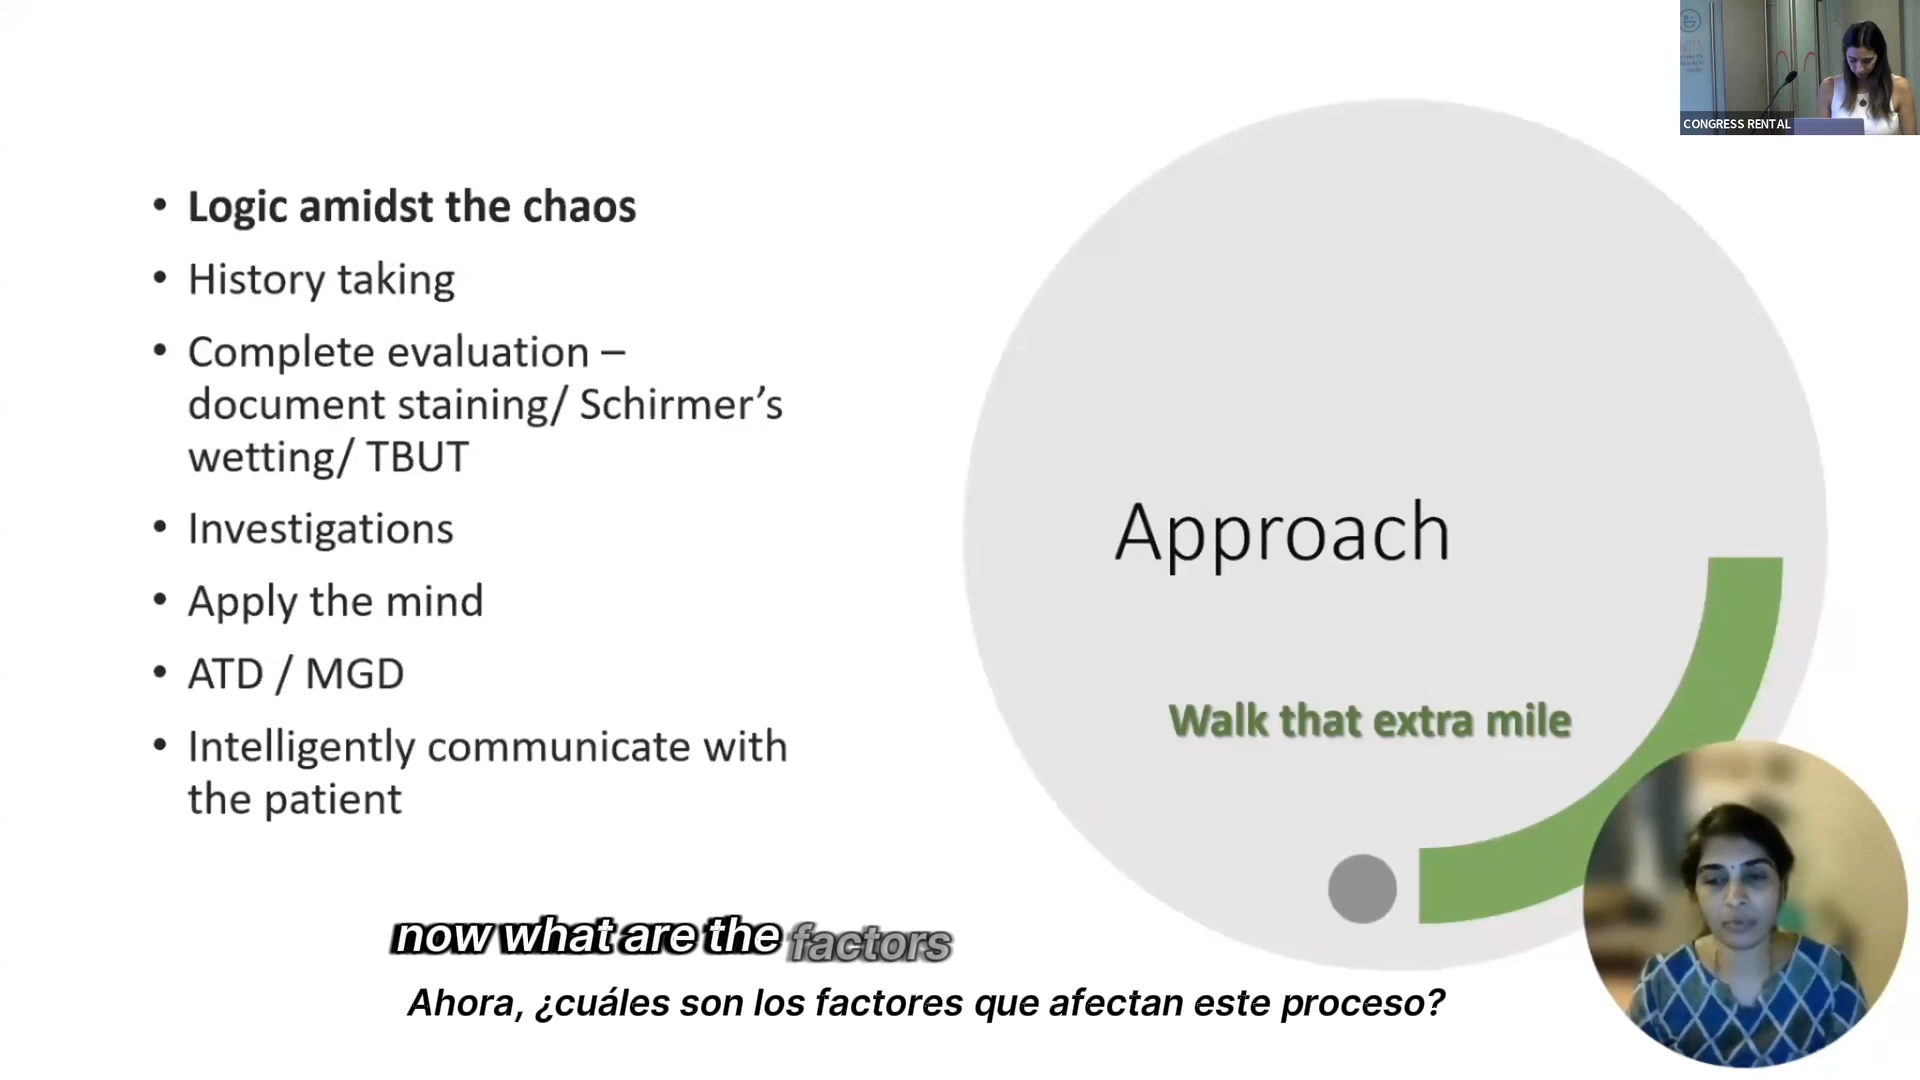 CONGRESS RENTAL
• Logic amidst the chaos
• History taking
• Complete evaluation –
document staining/ Schirmer’s
wetting/ TBUT
• Investigations
• Apply the mind
• ATD / MGD
• Intelligently communicate with
the patient
Approach
Walk that extra mile
now what are the factors
Ahora, ¿cuáles son los factores que afectan este proceso?